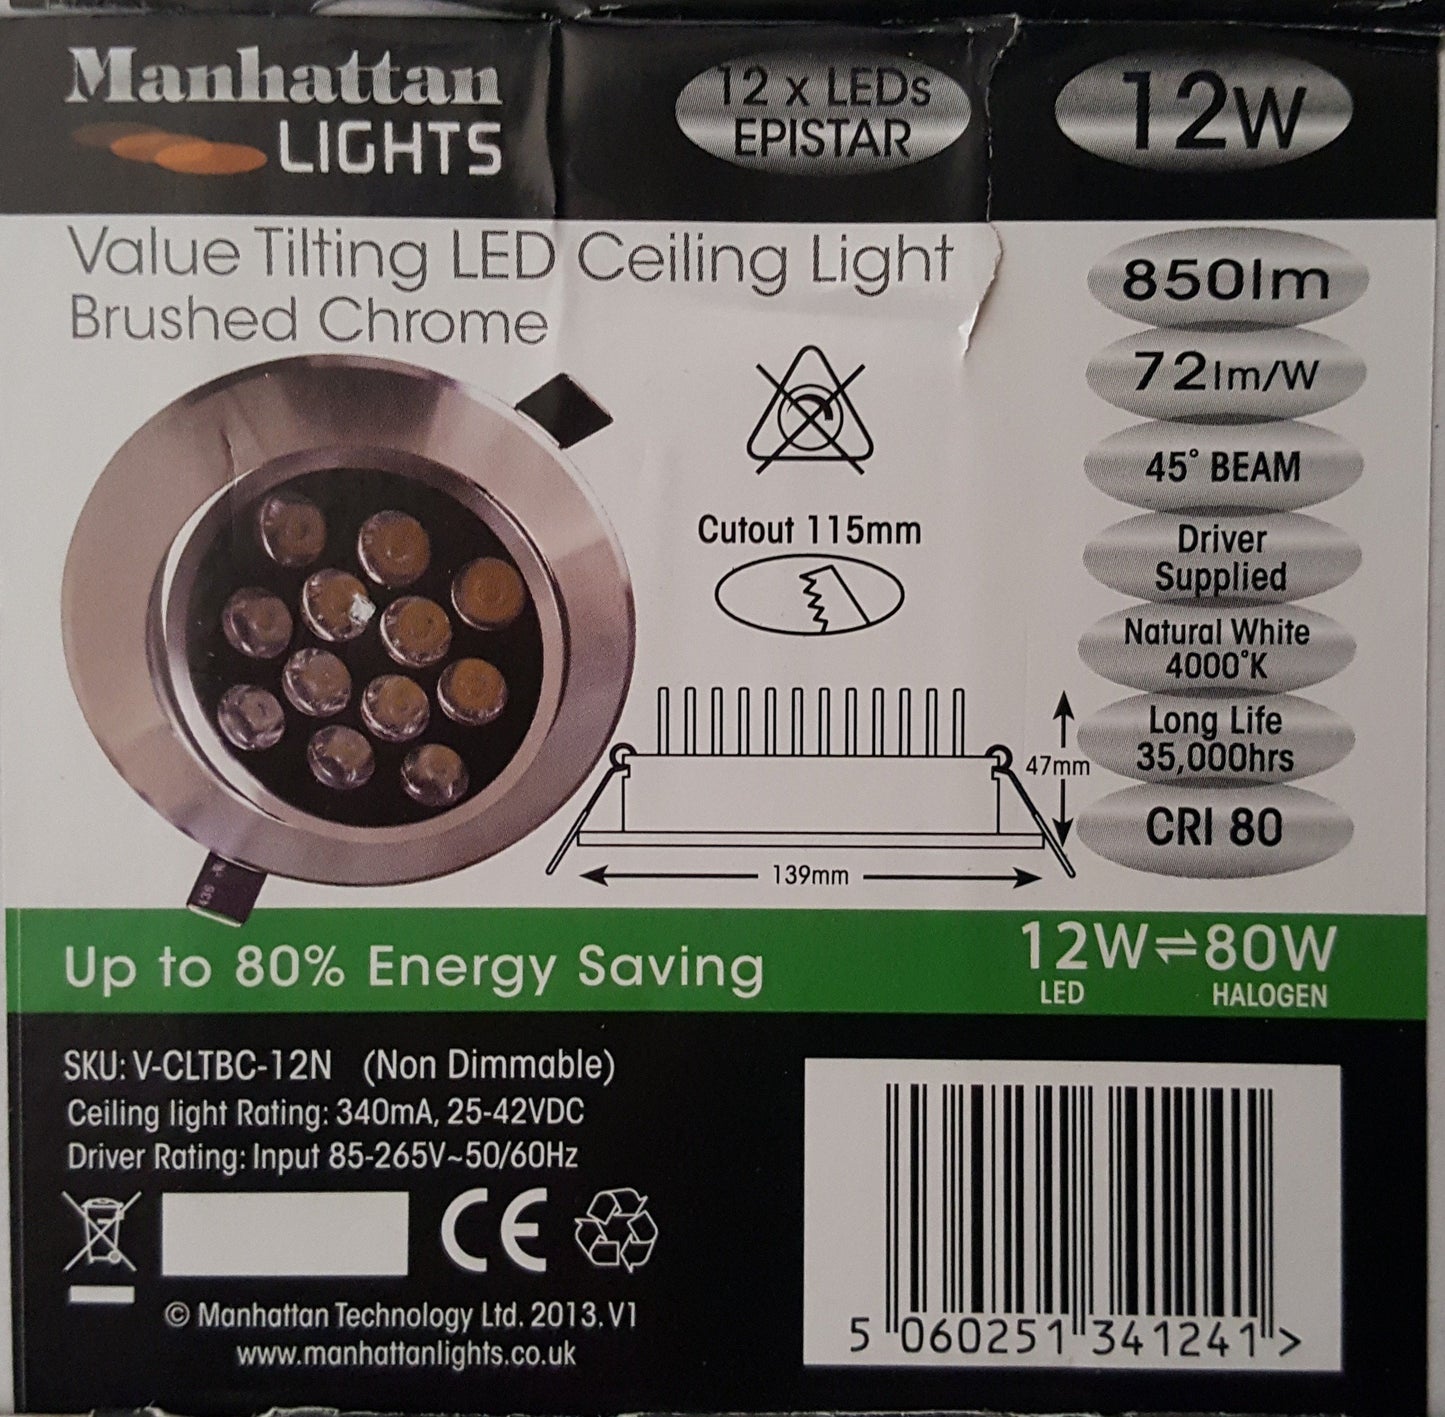 Manhattan
LIGHTS
12 x LEDs
EPISTAR
12W
Value Tilting LED Ceiling Light
Brushed Chrome
850lm
72lm/W
45° BEAM
Driver
Supplied
Natural White
4000°K
Long Life
35,000hrs
CRI 80
Cutout 115mm
47mm
139mm
Up to 80% Energy Saving
12W⇌80W
LED HALOGEN
SKU: V-CLTBC-12N (Non Dimmable)
Ceiling light Rating: 340mA, 25-42VDC
Driver Rating: Input 85-265V~50/60Hz
CE
© Manhattan Technology Ltd. 2013. V1
www.manhattanlights.co.uk
5 060251 341241 >